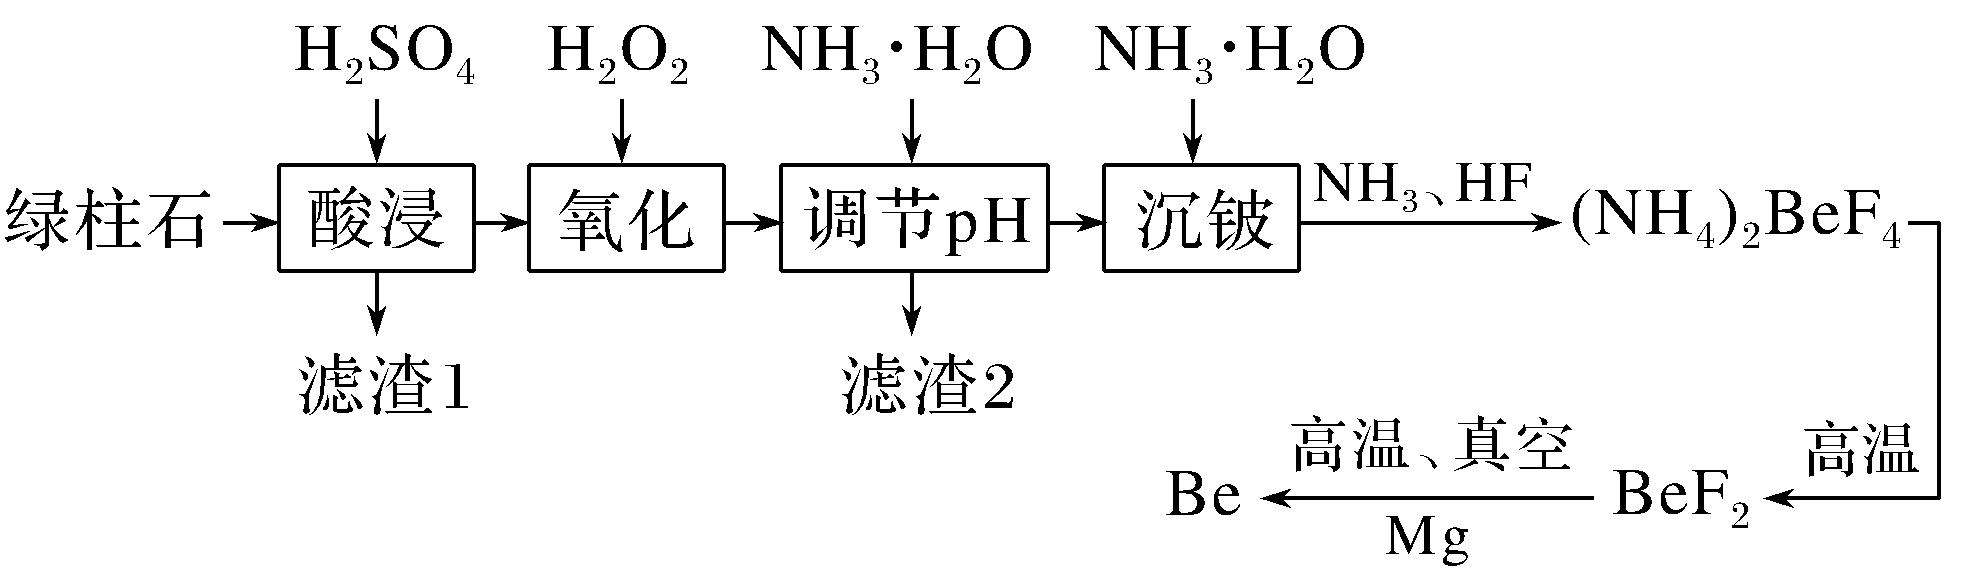 H₂SO₄ H₂O₂ NH₃·H₂O NH₃·H₂O
绿柱石 酸浸 氧化 调节pH 沉铍 NH₃、HF (NH₄)₂BeF₄
滤渣1 滤渣2
高温、真空 高温
Be BeF₂
Mg